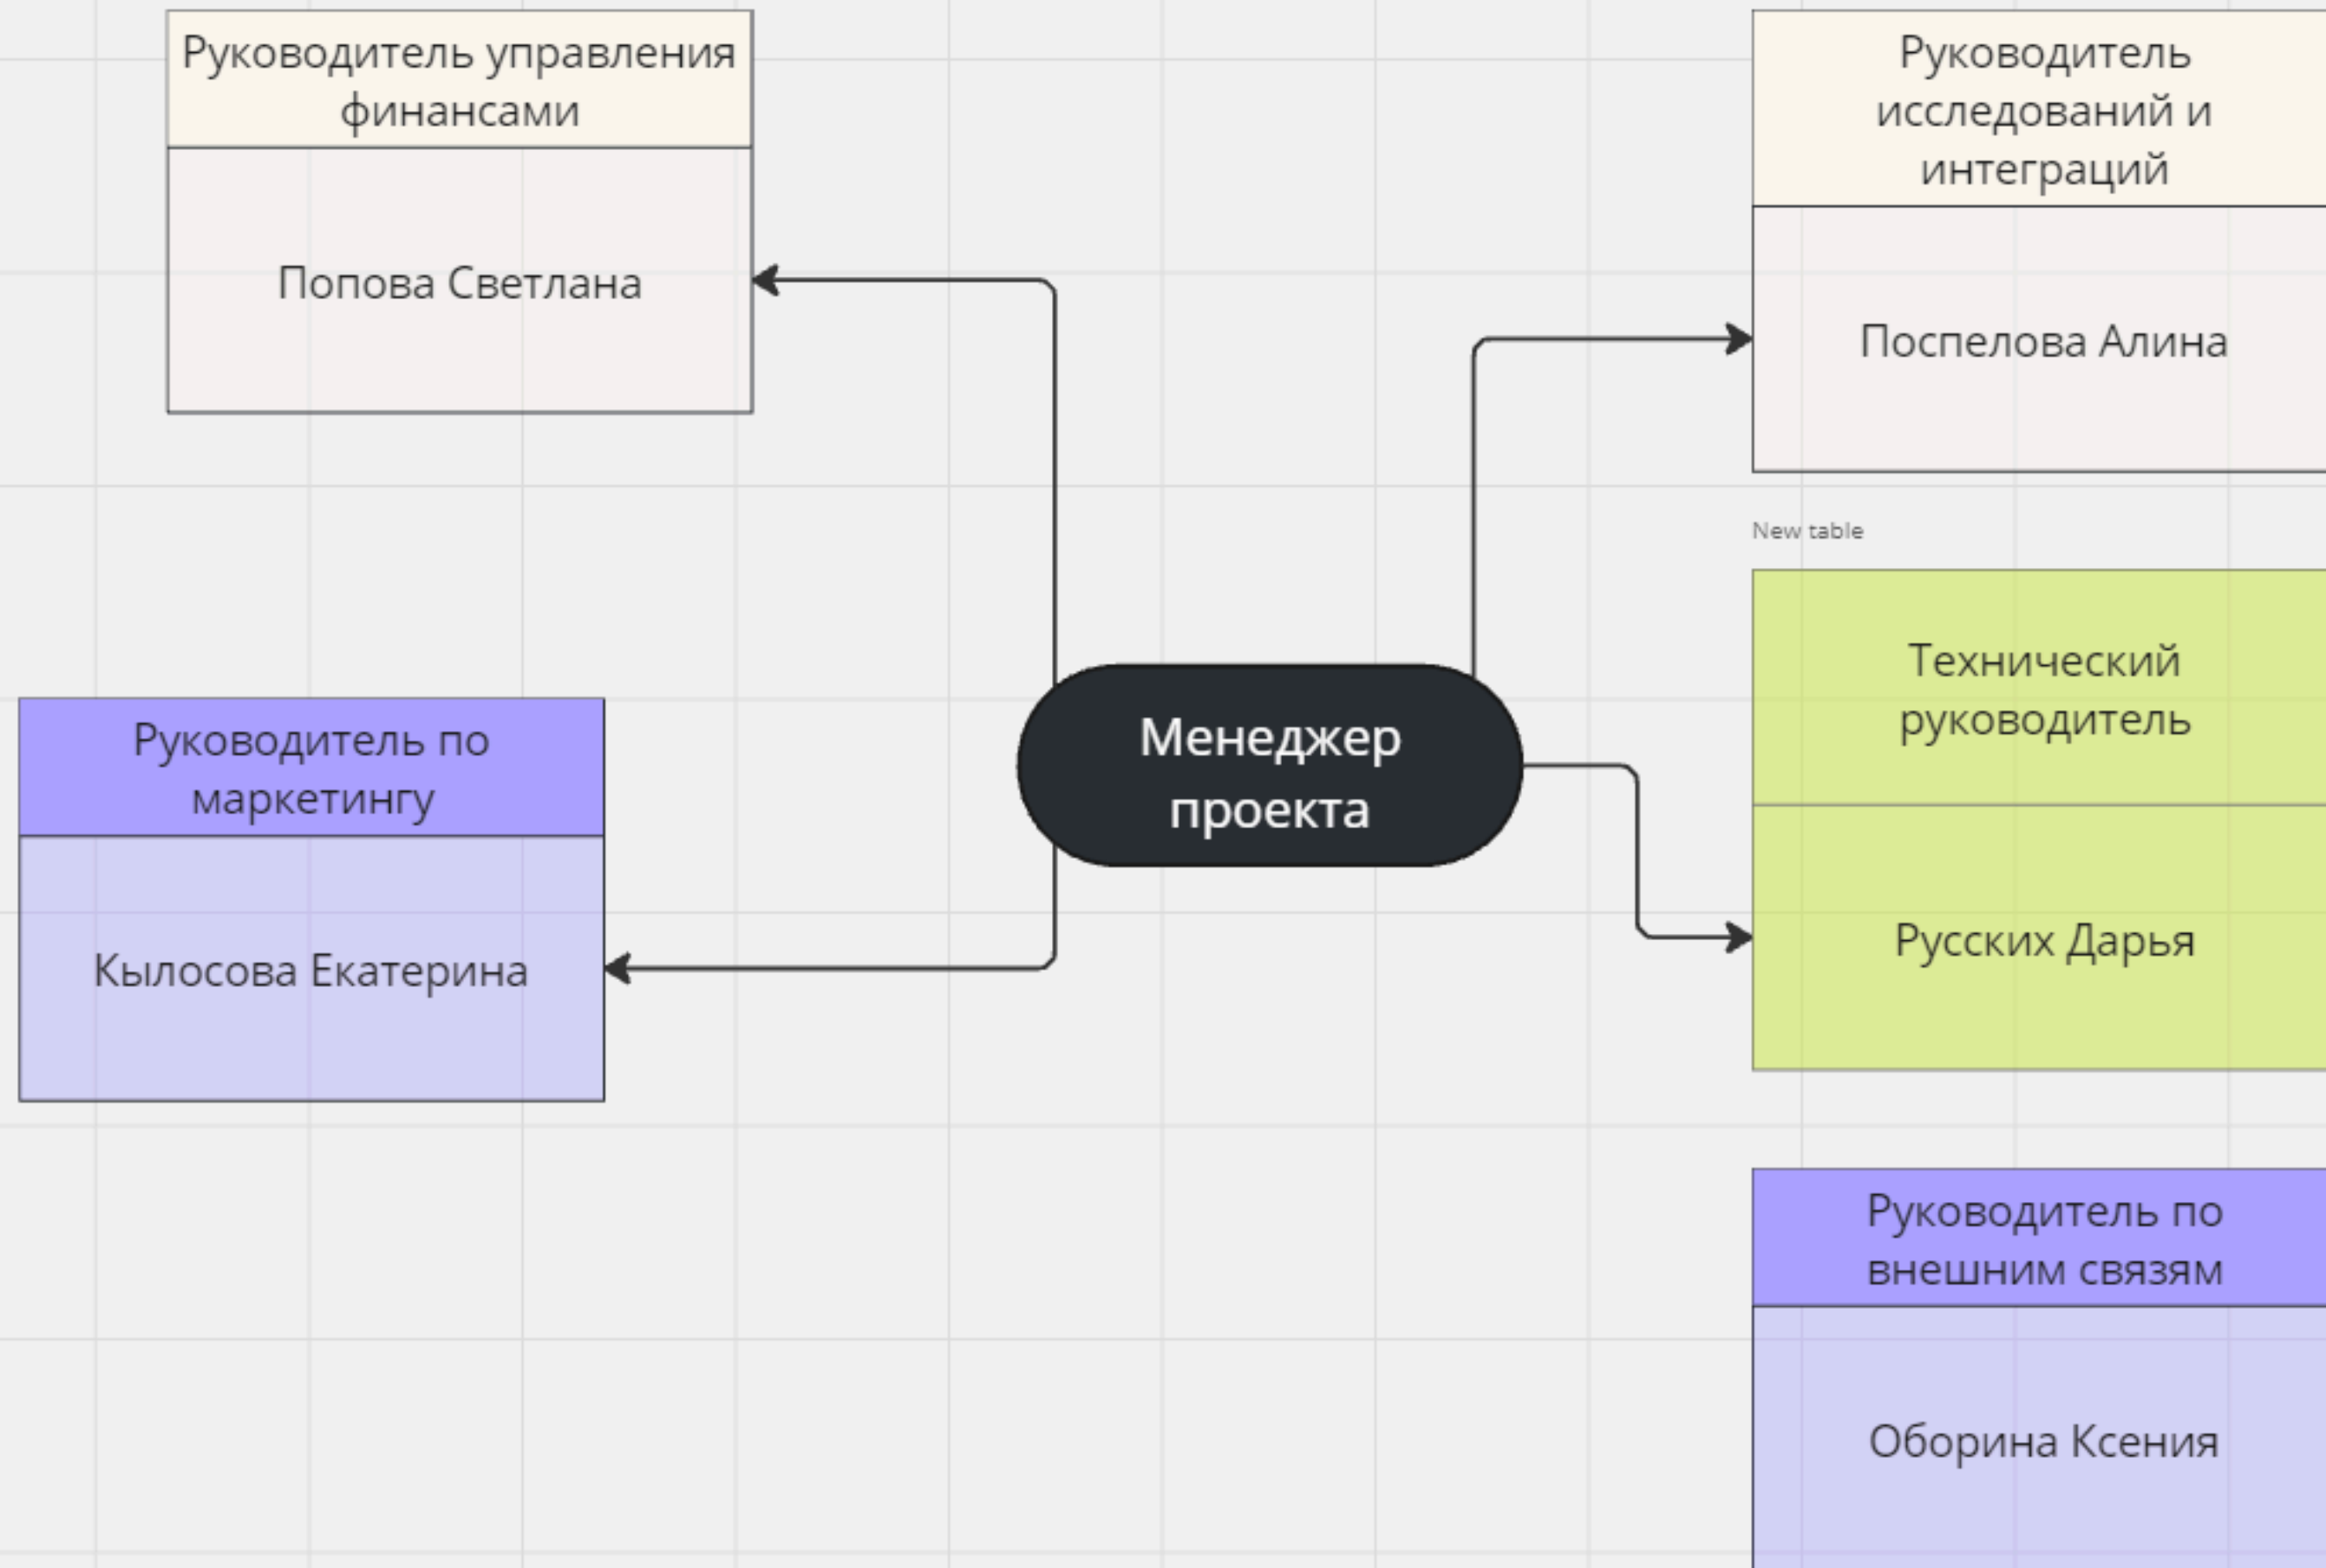 Руководитель управления
финансами
Попова Светлана
Руководитель
исследований и
интеграций
Поспелова Алина
New table
Технический
руководитель
Русских Дарья
Менеджер
проекта
Руководитель по
маркетингу
Кылосова Екатерина
Руководитель по
внешним связям
Оборина Ксения